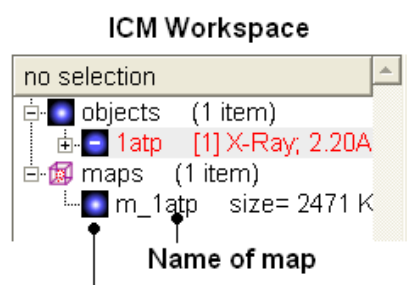 ICM Workspace
no selection
objects (1 item)
1atp [1] X-Ray; 2.20A
maps (1 item)
m_1atp size= 2471 K
Name of map